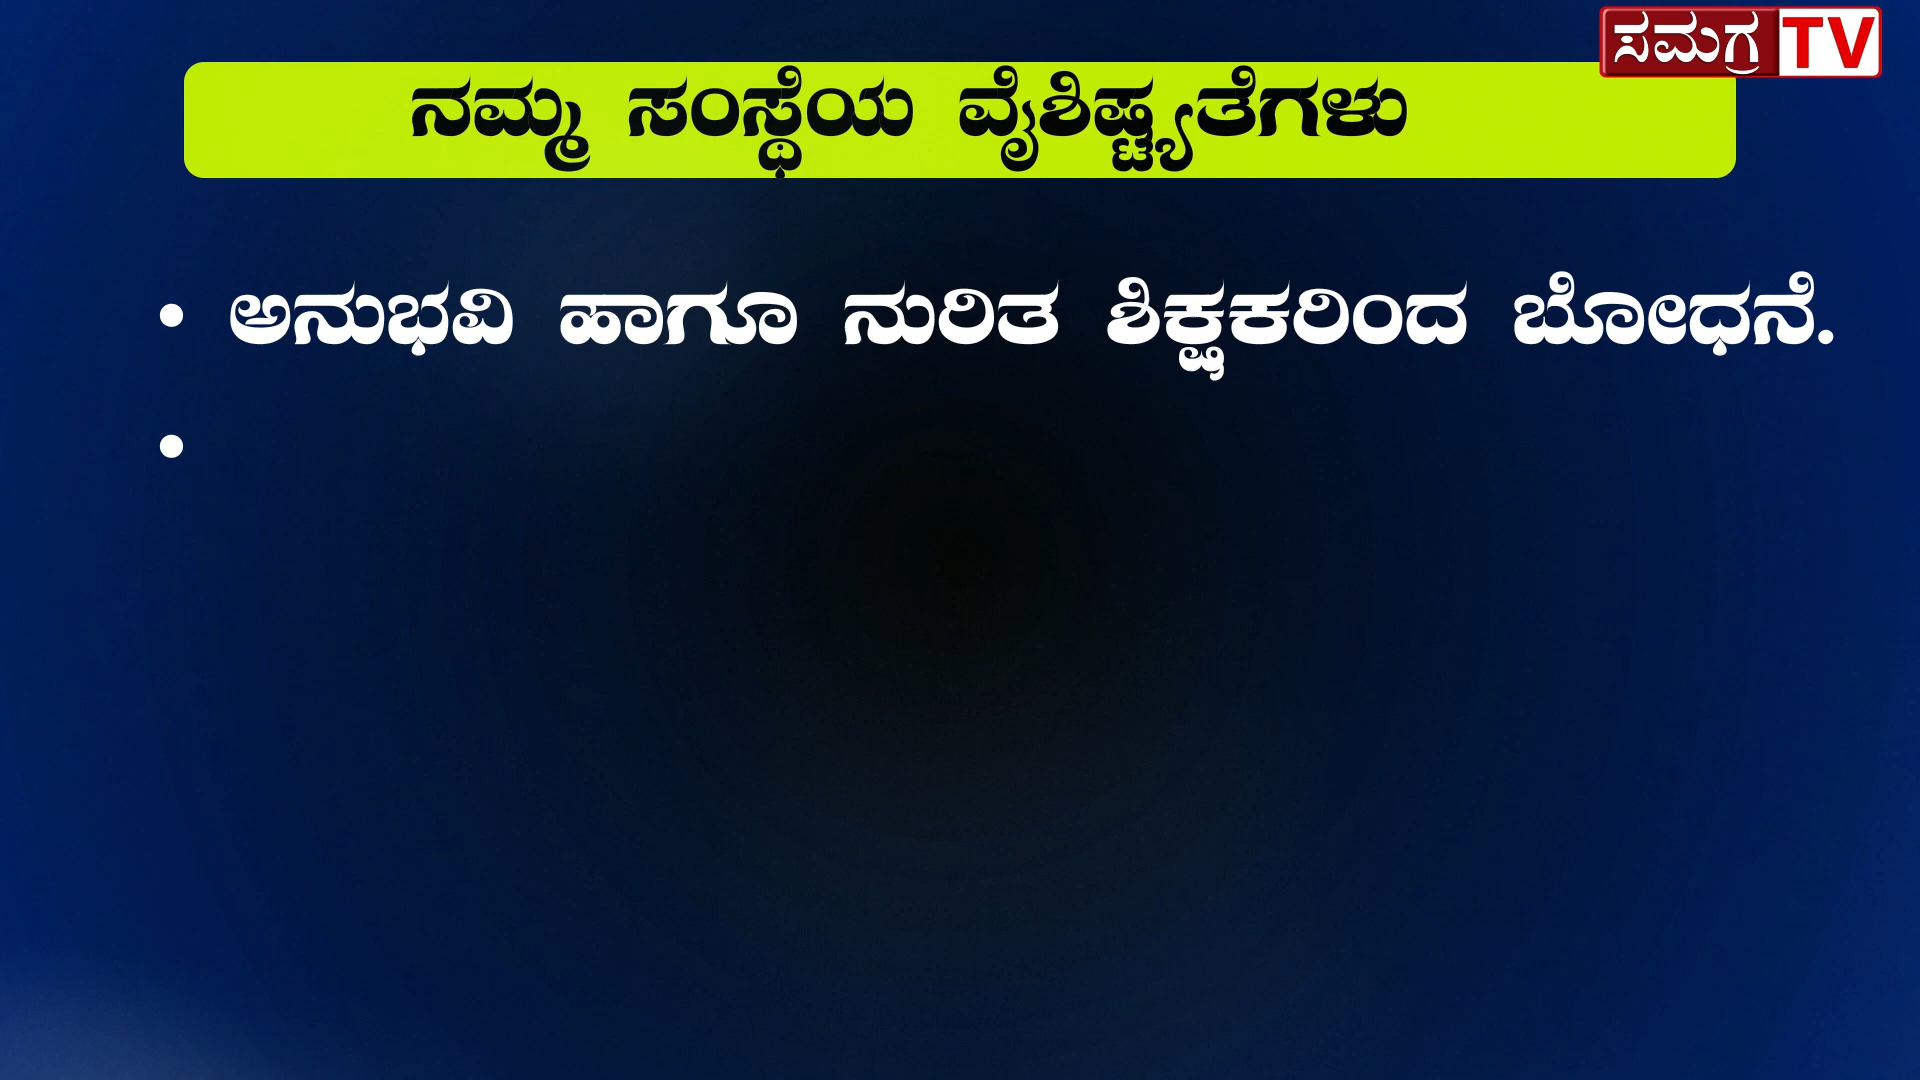 ಸಮಗ್ರ TV
ನಮ್ಮ ಸಂಸ್ಥೆಯ ವೈಶಿಷ್ಟ್ಯತೆಗಳು
• ಅನುಭವಿ ಹಾಗೂ ನುರಿತ ಶಿಕ್ಷಕರಿಂದ ಬೋಧನೆ.
•